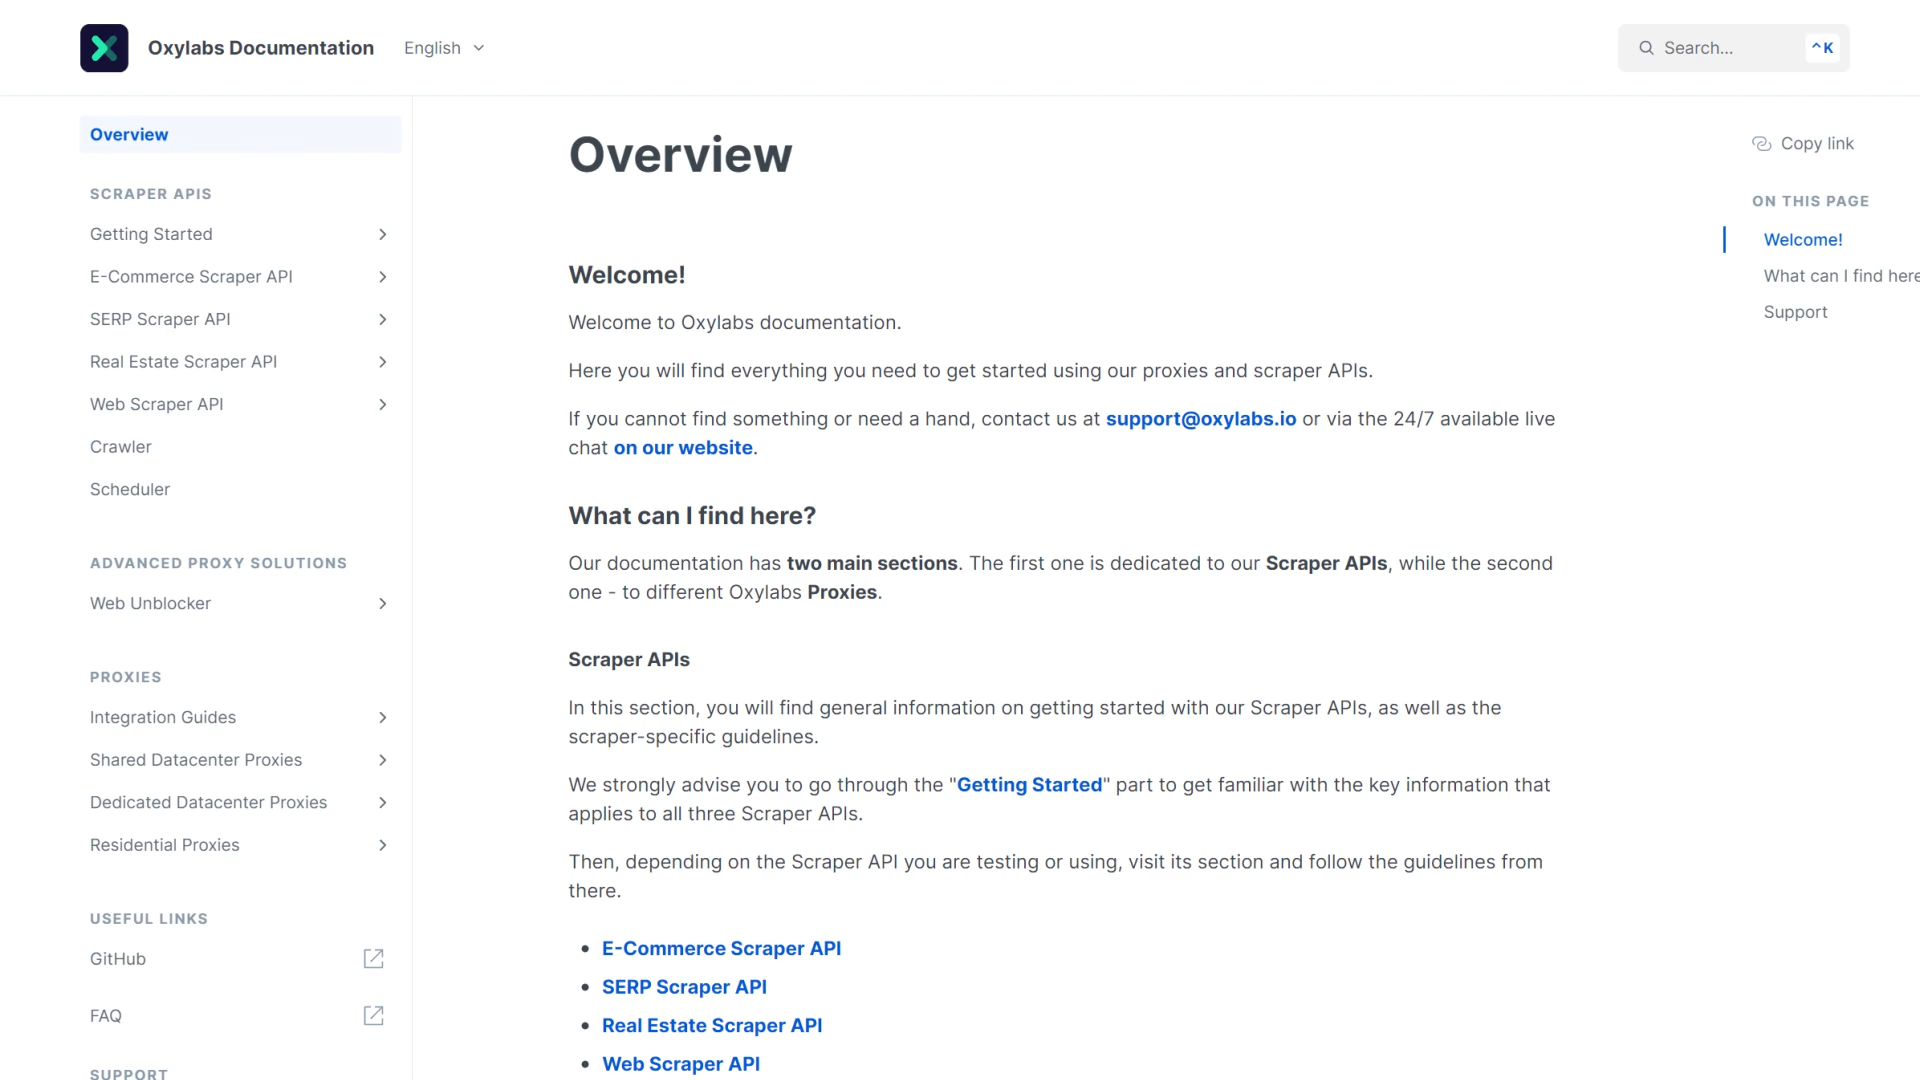 Oxylabs Documentation
English
Search...
^K
Overview
SCRAPER APIS
Getting Started
E-Commerce Scraper API
SERP Scraper API
Real Estate Scraper API
Web Scraper API
Crawler
Scheduler
ADVANCED PROXY SOLUTIONS
Web Unblocker
PROXIES
Integration Guides
Shared Datacenter Proxies
Dedicated Datacenter Proxies
Residential Proxies
USEFUL LINKS
GitHub
FAQ
SUPPORT
Overview
Welcome!
Welcome to Oxylabs documentation.
Here you will find everything you need to get started using our proxies and scraper APIs.
If you cannot find something or need a hand, contact us at support@oxylabs.io or via the 24/7 available live
chat on our website.
What can I find here?
Our documentation has two main sections. The first one is dedicated to our Scraper APIs, while the second
one - to different Oxylabs Proxies.
Scraper APIs
In this section, you will find general information on getting started with our Scraper APIs, as well as the
scraper-specific guidelines.
We strongly advise you to go through the "Getting Started" part to get familiar with the key information that
applies to all three Scraper APIs.
Then, depending on the Scraper API you are testing or using, visit its section and follow the guidelines from
there.
• E-Commerce Scraper API
• SERP Scraper API
• Real Estate Scraper API
• Web Scraper API
Copy link
ON THIS PAGE
Welcome!
What can I find here
Support